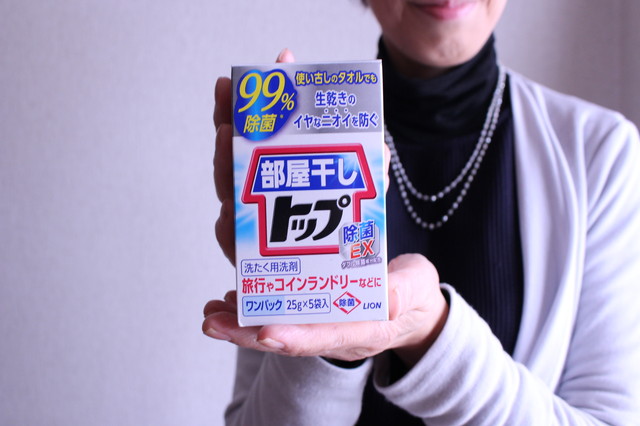 99%
除菌
使い古しのタオルでも
生乾きの
イヤなニオイを防ぐ
部屋干し
トップ
除菌
EX
洗たく用洗剤
旅行やコインランドリーなどに
ワンパック 25g×5袋入
除菌
LION